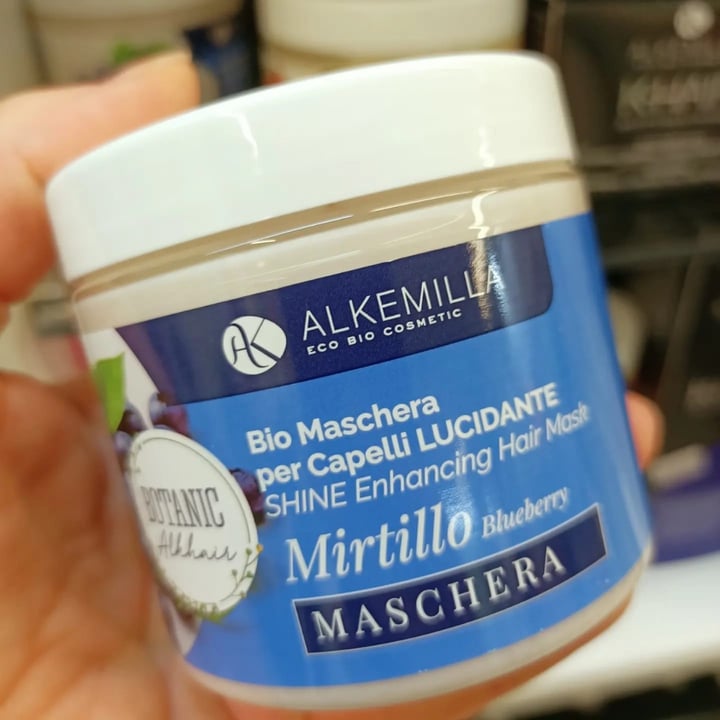 AK
ALKEMILLA
ECO BIO COSMETIC
Bio Maschera
per Capelli LUCIDANTE
SHINE Enhancing Hair Mask
Mirtillo Blueberry
MASCHERA
BOTANIC
Alkhair